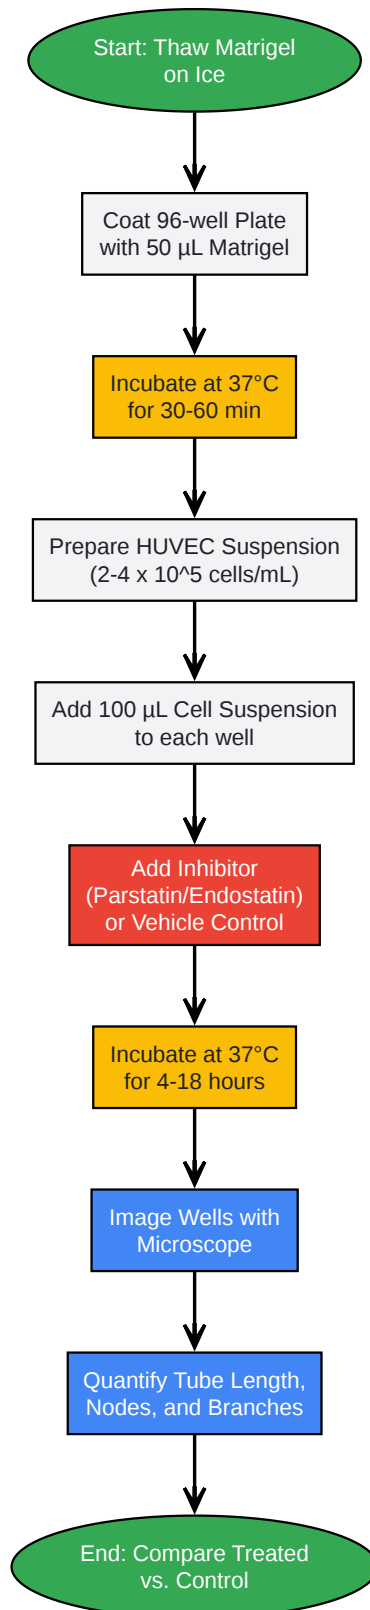 Start: Thaw Matrigel
on Ice
Coat 96-well Plate
with 50 µL Matrigel
Incubate at 37°C
for 30-60 min
Prepare HUVEC Suspension
(2-4 x 10^5 cells/mL)
Add 100 µL Cell Suspension
to each well
Add Inhibitor
(Parstatin/Endostatin)
or Vehicle Control
Incubate at 37°C
for 4-18 hours
Image Wells with
Microscope
Quantify Tube Length,
Nodes, and Branches
End: Compare Treated
vs. Control